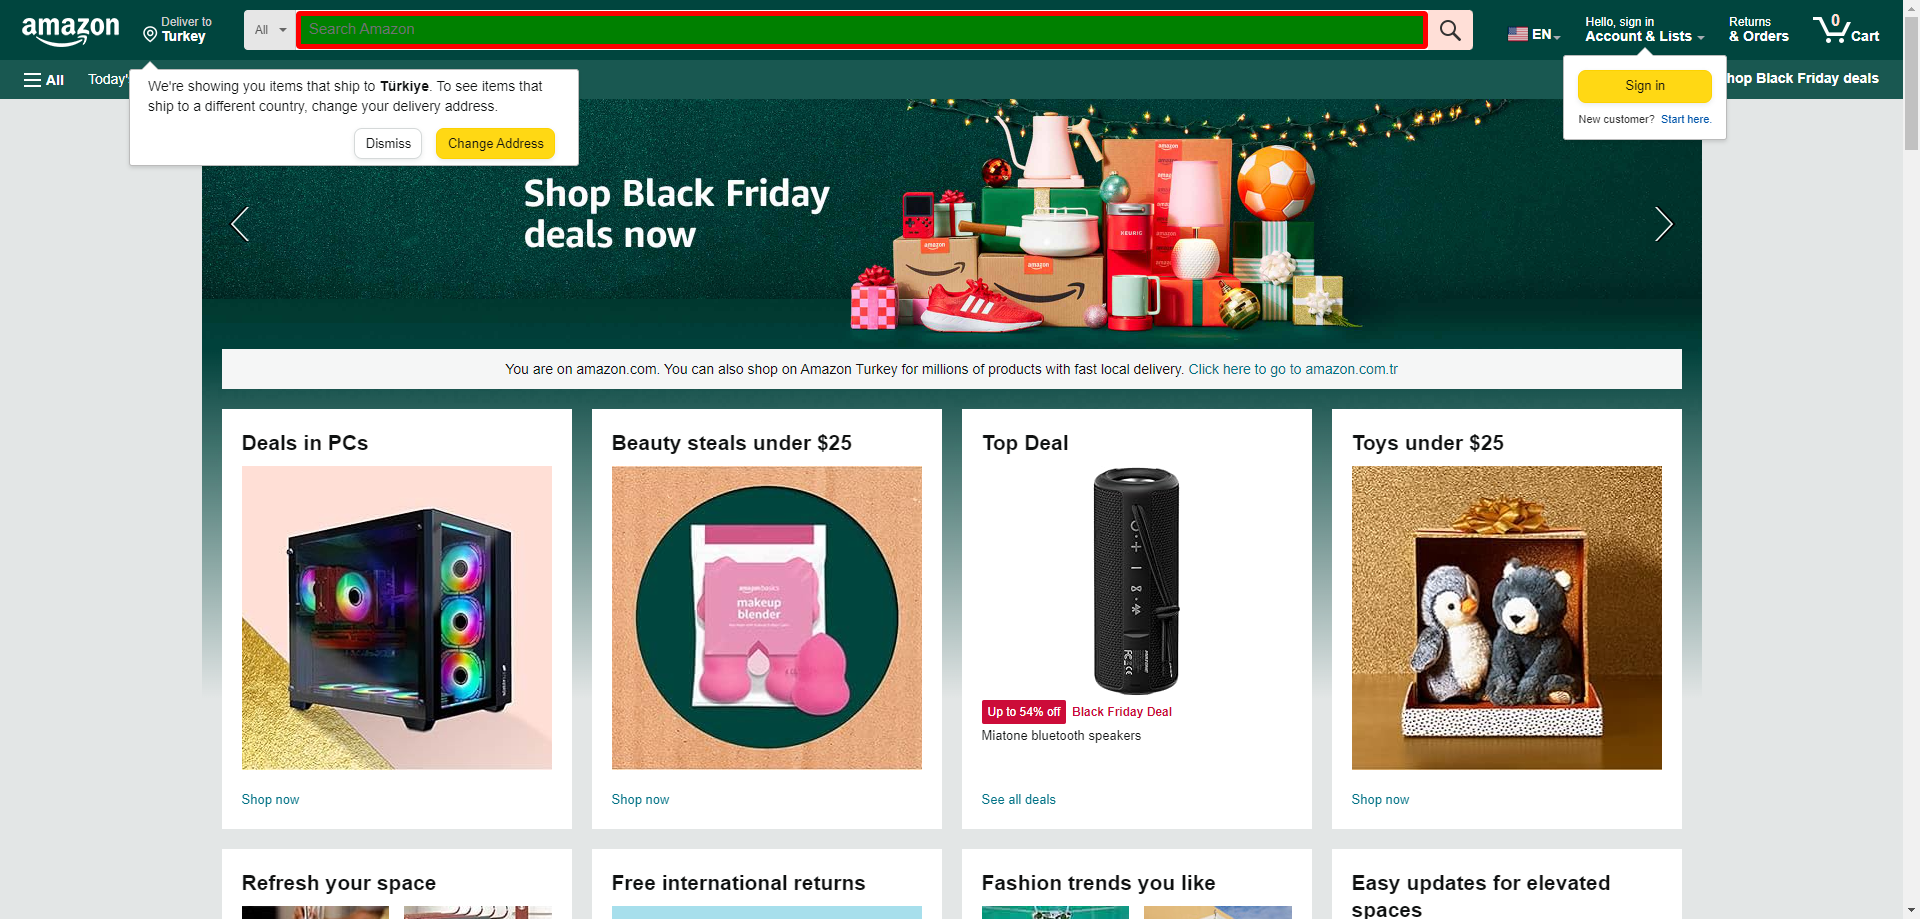 amazon
Deliver to
Turkey
All
Search Amazon
EN
Hello, sign in
Account & Lists
Returns
& Orders
0
Cart
All
Today'
hop Black Friday deals
We're showing you items that ship to Türkiye. To see items that
ship to a different country, change your delivery address.
Dismiss
Change Address
Sign in
New customer? Start here.
Shop Black Friday
deals now
amazon
amazon
amazon
KEURIG
You are on amazon.com. You can also shop on Amazon Turkey for millions of products with fast local delivery. Click here to go to amazon.com.tr
Deals in PCs
Shop now
Beauty steals under $25
amazonbasics
makeup
blender
Shop now
Top Deal
Up to 54% off
Black Friday Deal
Miatone bluetooth speakers
See all deals
Toys under $25
Shop now
Refresh your space
Free international returns
Fashion trends you like
Easy updates for elevated
spaces